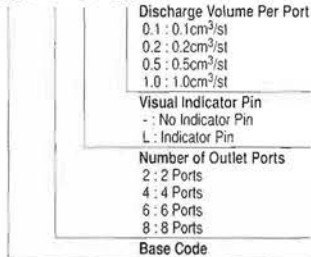 Discharge Volume Per Port
0.1 : 0.1cm³/st
0.2 : 0.2cm³/st
0.5 : 0.5cm³/st
1.0 : 1.0cm³/st
Visual Indicator Pin
- : No Indicator Pin
L : Indicator Pin
Number of Outlet Ports
2 : 2 Ports
4 : 4 Ports
6 : 6 Ports
8 : 8 Ports
Base Code